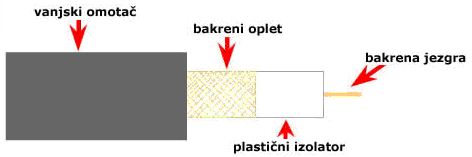 vanjski omotač
bakreni oplet
bakrena jezgra
plastični izolator